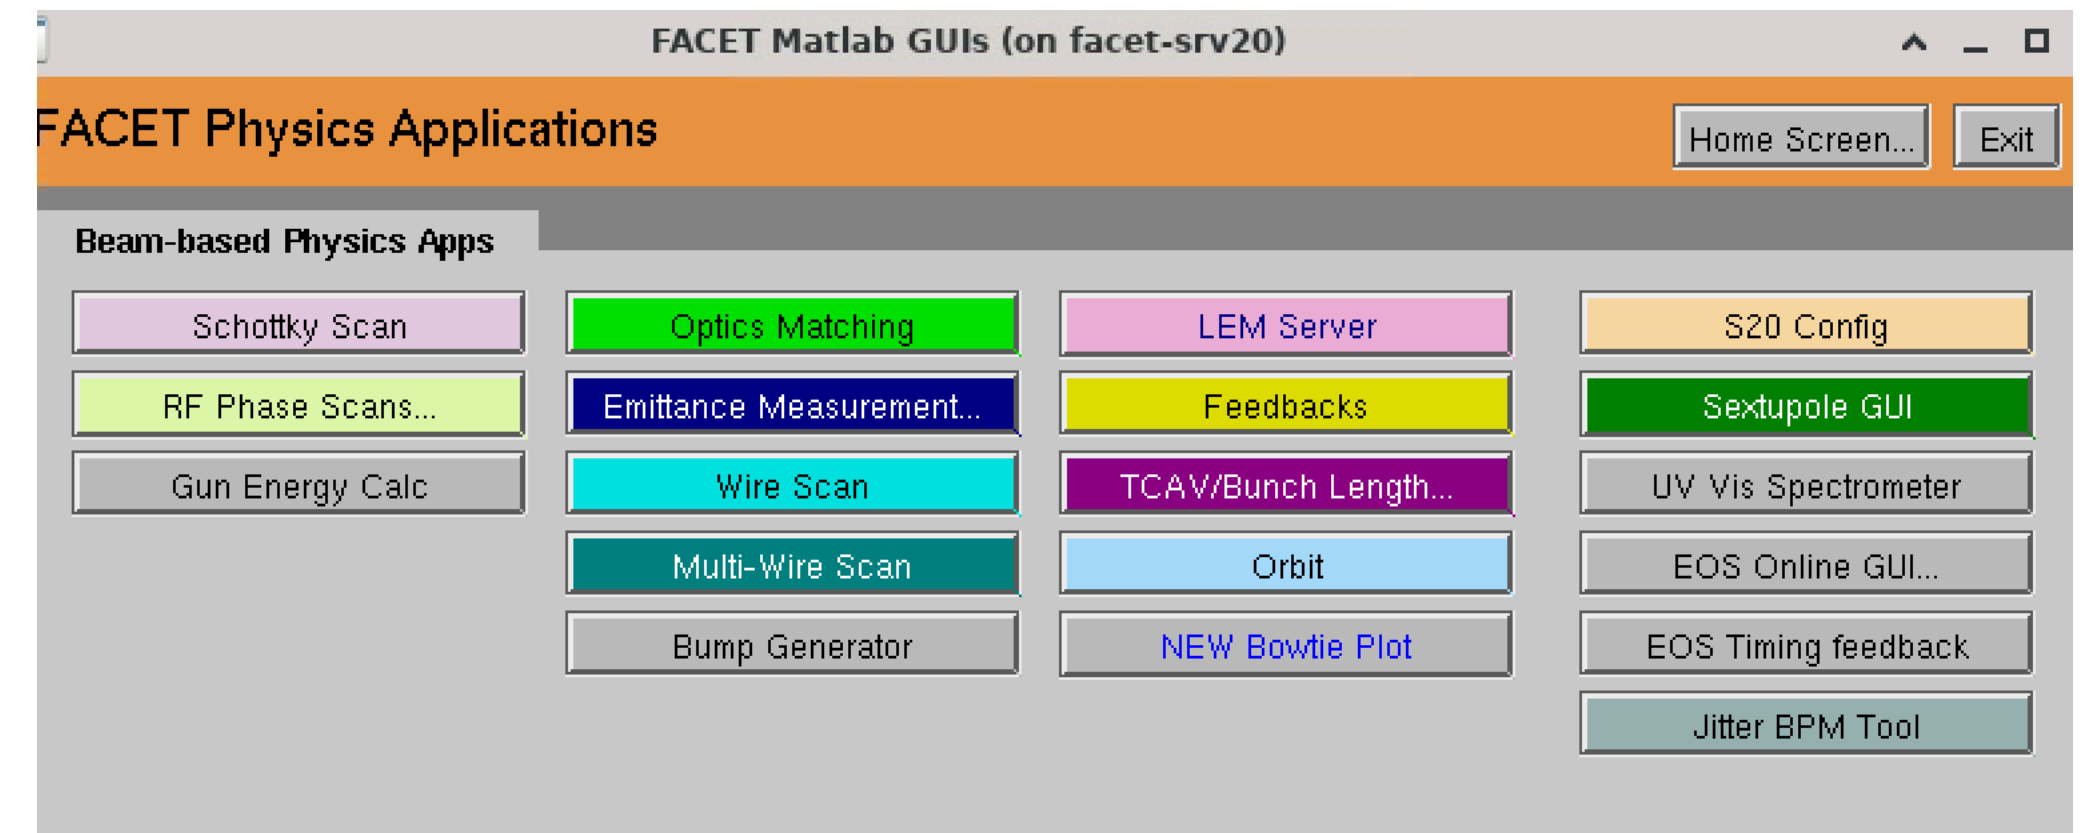 FACET Matlab GUIs (on facet-srv20)
FACET Physics Applications
Home Screen... Exit
Beam-based Physics Apps
Schottky Scan Optics Matching LEM Server S20 Config
RF Phase Scans... Emittance Measurement... Feedbacks Sextupole GUI
Gun Energy Calc Wire Scan TCAV/Bunch Length... UV Vis Spectrometer
Multi-Wire Scan Orbit EOS Online GUI...
Bump Generator NEW Bowtie Plot EOS Timing feedback
Jitter BPM Tool